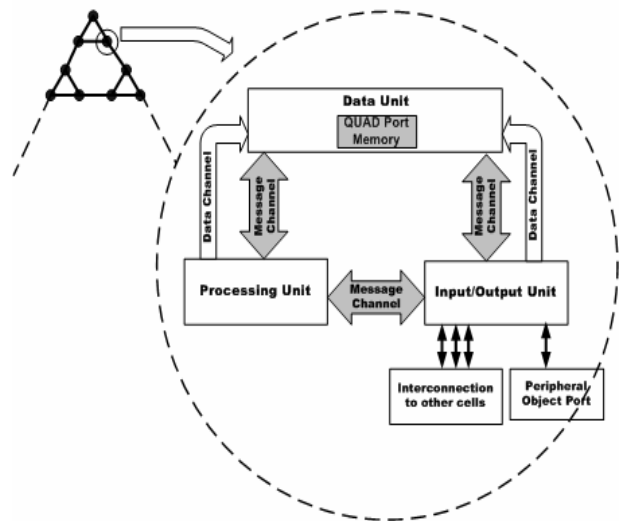 Data Unit
QUAD Port
Memory
Data Channel
Message
Channel
Message
Channel
Data Channel
Processing Unit
Message
Channel
Input/Output Unit
Interconnection
to other cells
Peripheral
Object Port